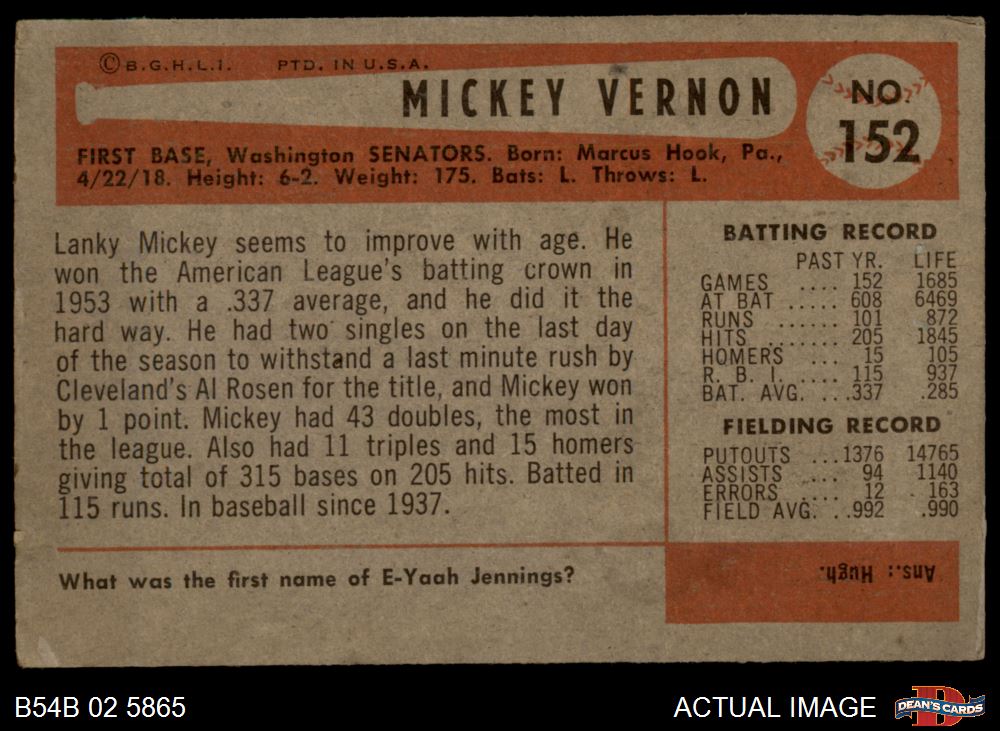 © B.G.H.L.I. PTD. IN U.S.A.
MICKEY VERNON
NO. 152
FIRST BASE, Washington SENATORS. Born: Marcus Hook, Pa.,
4/22/18. Height: 6-2. Weight: 175. Bats: L. Throws: L.
Lanky Mickey seems to improve with age. He
won the American League's batting crown in
1953 with a .337 average, and he did it the
hard way. He had two singles on the last day
of the season to withstand a last minute rush by
Cleveland's Al Rosen for the title, and Mickey won
by 1 point. Mickey had 43 doubles, the most in
the league. Also had 11 triples and 15 homers
giving total of 315 bases on 205 hits. Batted in
115 runs. In baseball since 1937.
BATTING RECORD
PAST YR. LIFE
GAMES .... 152 1685
AT BAT ..... 608 6469
RUNS ...... 101 872
HITS ........ 205 1845
HOMERS ... 15 105
R. B. I. .... 115 937
BAT. AVG. ...337 .285
FIELDING RECORD
PUTOUTS ...1376 14765
ASSISTS .... 94 1140
ERRORS .... 12 163
FIELD AVG. ..992 .990
What was the first name of E-Yaah Jennings?
Ans.: Hugh.
B54B 02 5865
ACTUAL IMAGE
DEAN'S CARDS